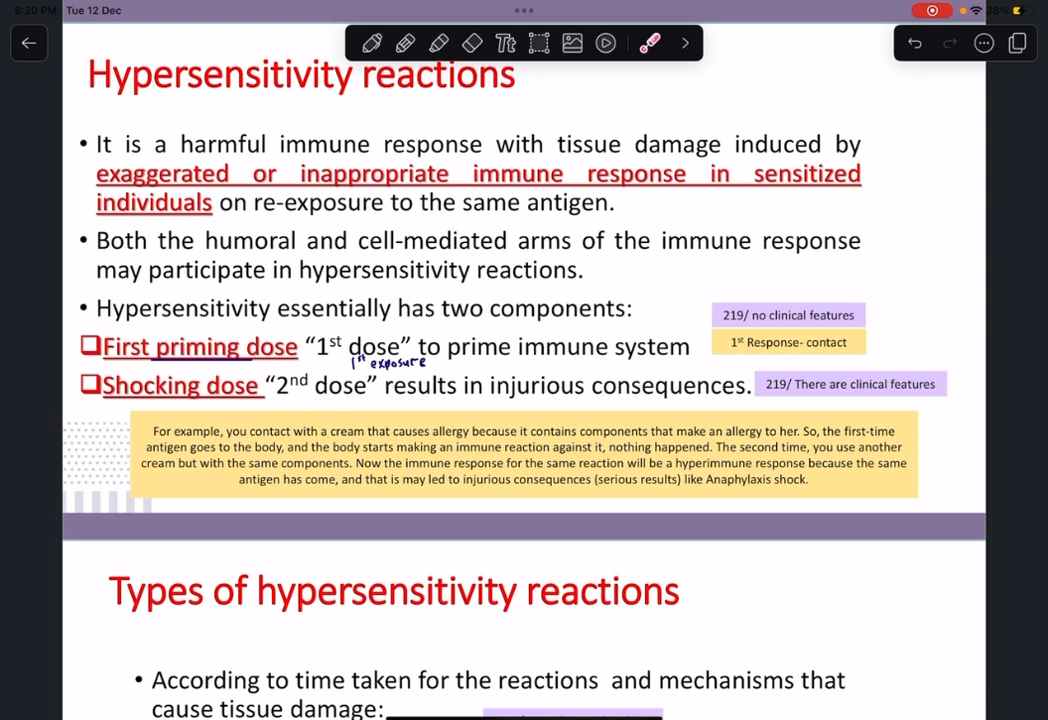 8:20 PM Tue 12 Dec
38%
Tt
Hypersensitivity reactions
• It is a harmful immune response with tissue damage induced by
exaggerated or inappropriate immune response in sensitized
individuals on re-exposure to the same antigen.
• Both the humoral and cell-mediated arms of the immune response
may participate in hypersensitivity reactions.
• Hypersensitivity essentially has two components:
219/ no clinical features
❑First priming dose “1st dose” to prime immune system
1st Response- contact
1st exposure
❑Shocking dose “2nd dose” results in injurious consequences.
219/ There are clinical features
For example, you contact with a cream that causes allergy because it contains components that make an allergy to her. So, the first-time
antigen goes to the body, and the body starts making an immune reaction against it, nothing happened. The second time, you use another
cream but with the same components. Now the immune response for the same reaction will be a hyperimmune response because the same
antigen has come, and that is may led to injurious consequences (serious results) like Anaphylaxis shock.
Types of hypersensitivity reactions
• According to time taken for the reactions and mechanisms that
cause tissue damage: